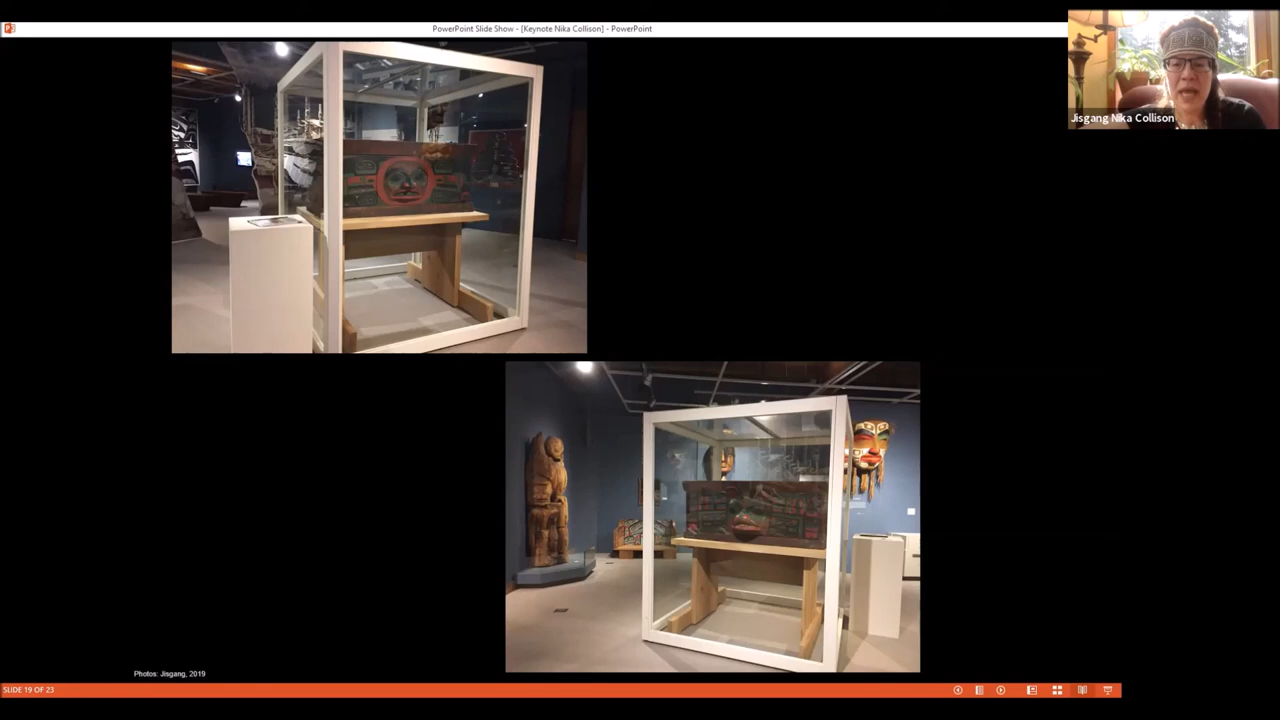 PowerPoint Slide Show - [Keynote Nika Collison] - PowerPoint
Jisgang Nika Collison
Photos: Jisgang, 2019
SLIDE 19 OF 23